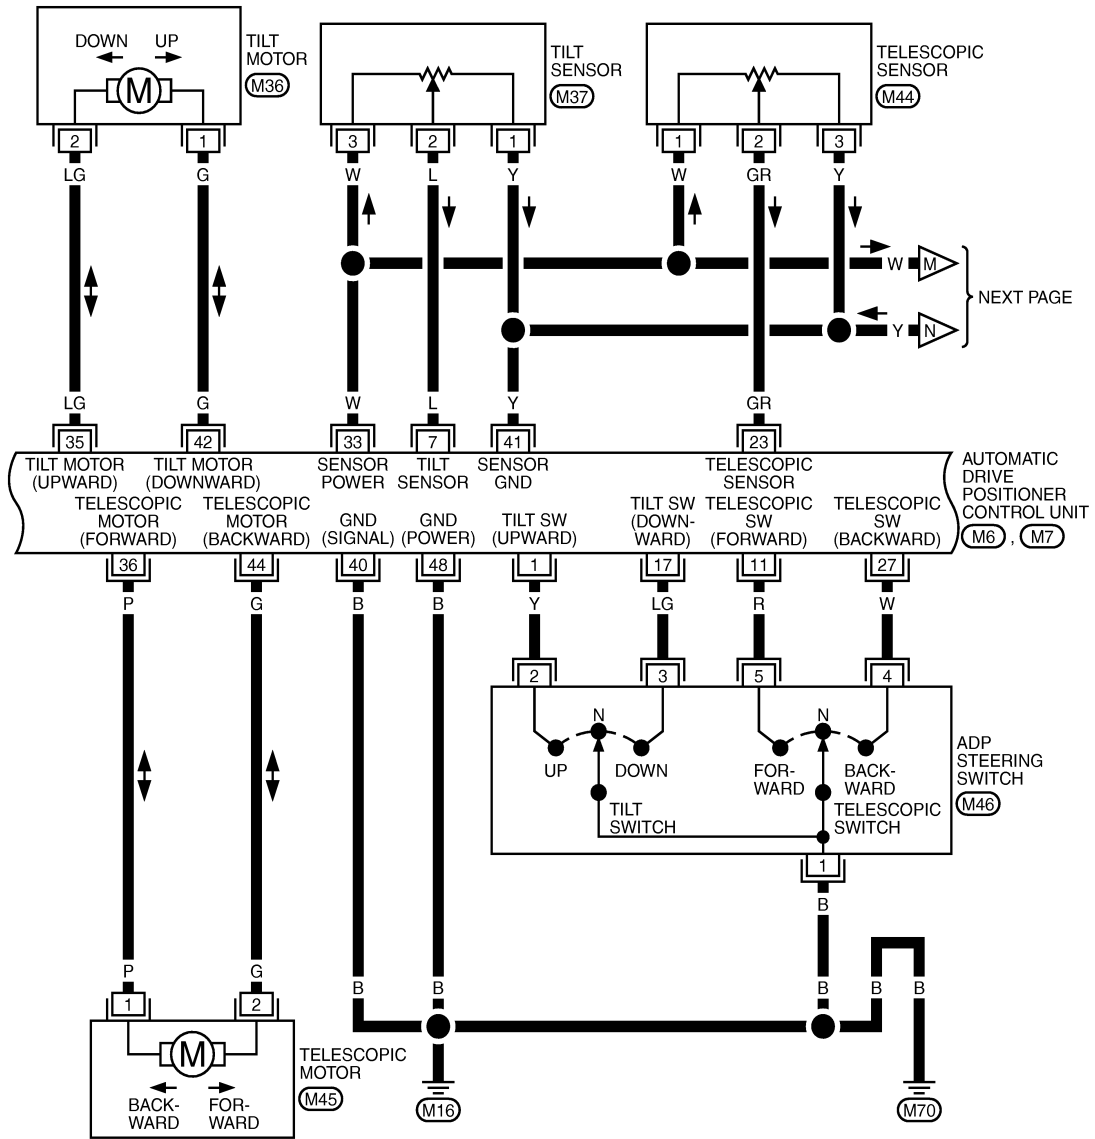 DOWN UP
TILT
MOTOR
M36
M
TILT
SENSOR
M37
TELESCOPIC
SENSOR
M44
2 1 3 2 1 1 2 3
LG G W L Y W GR Y
W M
NEXT PAGE
Y N
LG G W L Y GR
35 42 33 7 41 23
TILT MOTOR
(UPWARD)
TILT MOTOR
(DOWNWARD)
SENSOR
POWER
TILT
SENSOR
SENSOR
GND
TELESCOPIC
SENSOR
AUTOMATIC
DRIVE
POSITIONER
CONTROL UNIT
M6 , M7
TELESCOPIC
MOTOR
(FORWARD)
TELESCOPIC
MOTOR
(BACKWARD)
GND
(SIGNAL)
GND
(POWER)
TILT SW
(UPWARD)
TILT SW
(DOWN-
WARD)
TELESCOPIC
SW
(FORWARD)
TELESCOPIC
SW
(BACKWARD)
36 44 40 48 1 17 11 27
P G B B Y LG R W
2 3 5 4
N N
UP DOWN
FOR-
WARD
BACK-
WARD
TILT
SWITCH
TELESCOPIC
SWITCH
ADP
STEERING
SWITCH
M46
1
B
P G
B B B B B
1 2
M
BACK-
WARD
FOR-
WARD
TELESCOPIC
MOTOR
M45
M16
M70